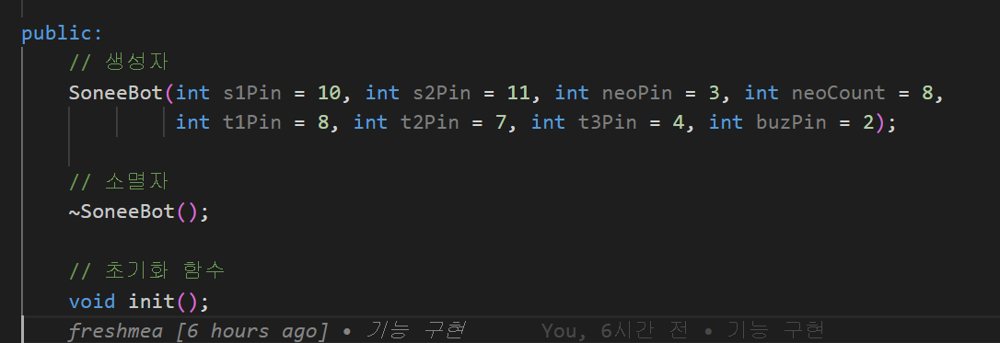 public:
// 생성자
SoneeBot(int s1Pin = 10, int s2Pin = 11, int neoPin = 3, int neoCount = 8,
int t1Pin = 8, int t2Pin = 7, int t3Pin = 4, int buzPin = 2);
// 소멸자
~SoneeBot();
// 초기화 함수
void init();
freshmea [6 hours ago] • 기능 구현 You, 6시간 전 • 기능 구현